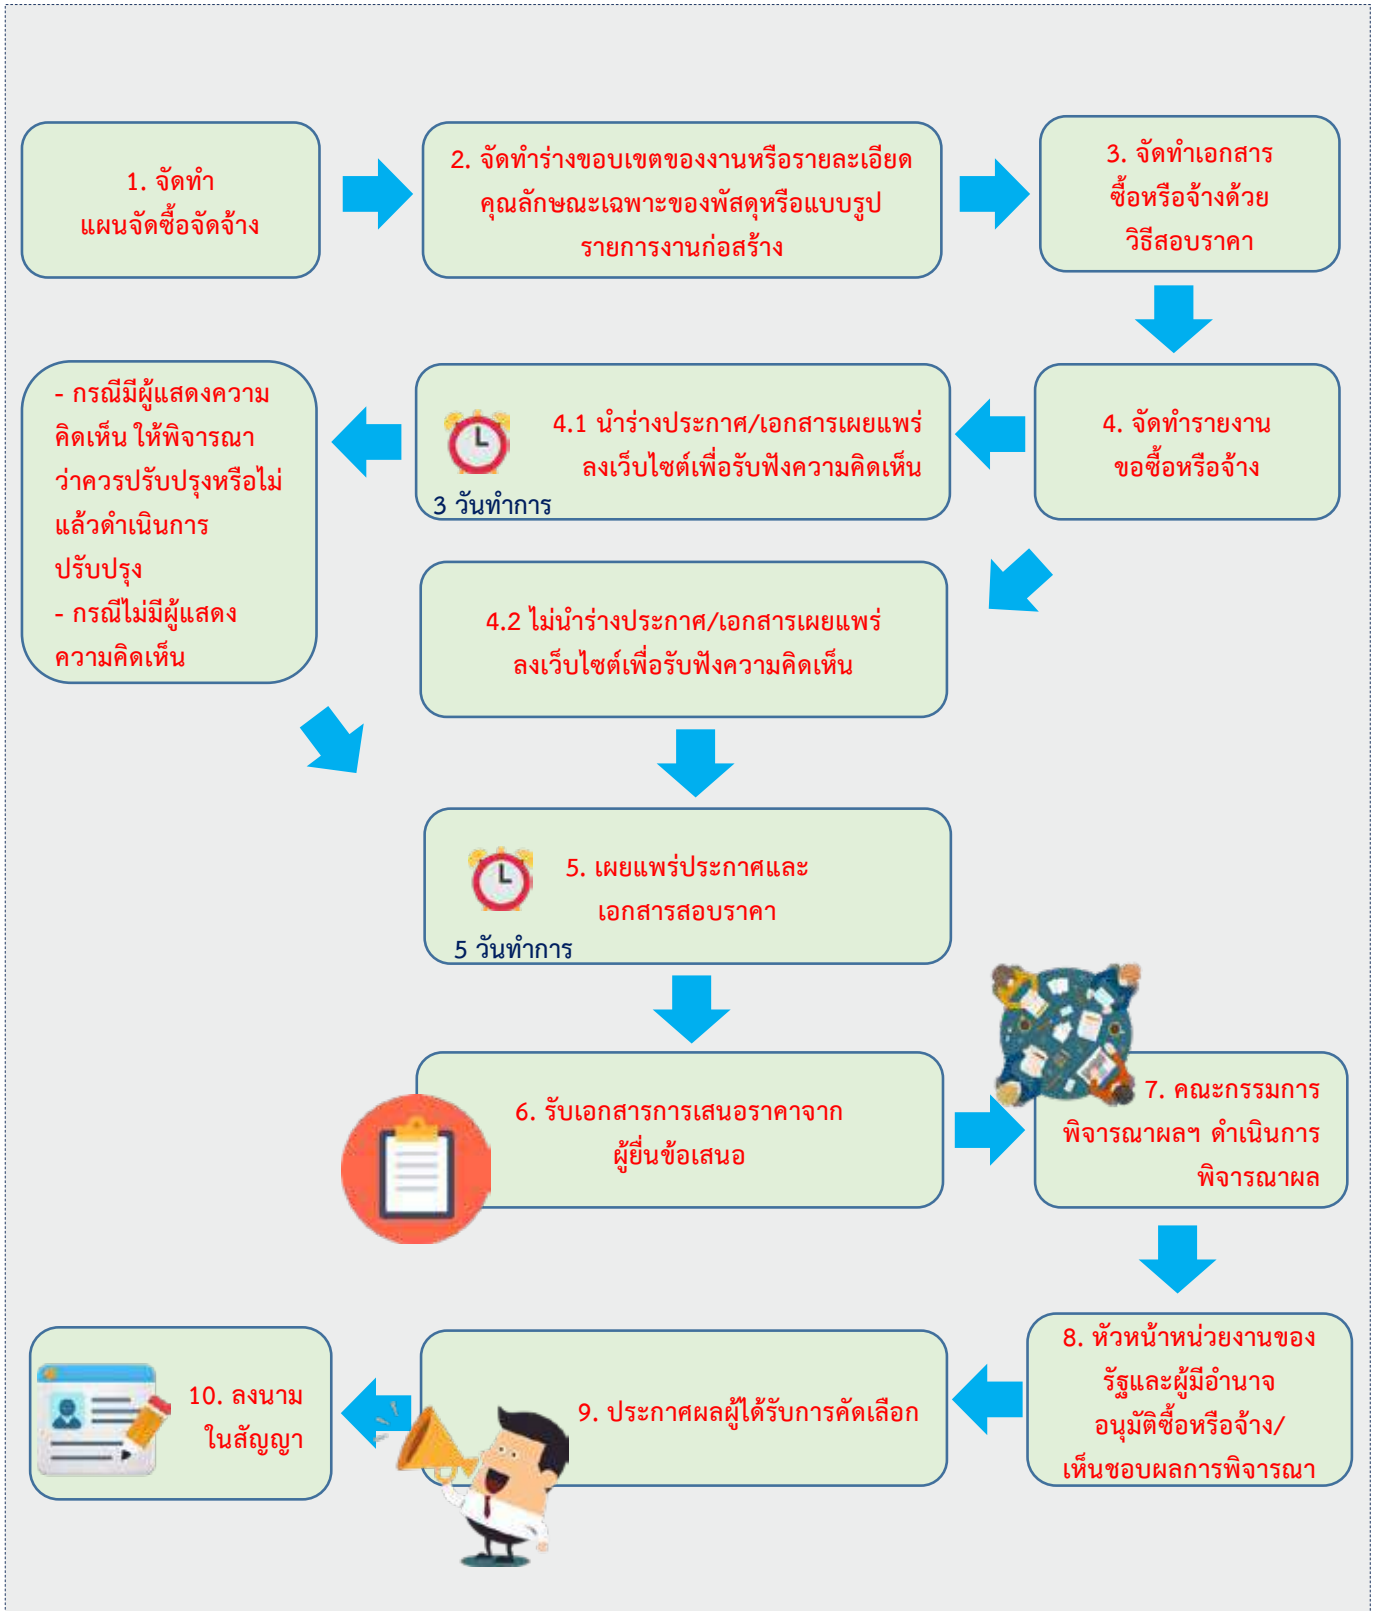 1. จัดทำ
แผนจัดซื้อจัดจ้าง
2. จัดทำร่างขอบเขตของงานหรือรายละเอียด
คุณลักษณะเฉพาะของพัสดุหรือแบบรูป
รายการงานก่อสร้าง
3. จัดทำเอกสาร
ซื้อหรือจ้างด้วย
วิธีสอบราคา
4. จัดทำรายงาน
ขอซื้อหรือจ้าง
4.1 นำร่างประกาศ/เอกสารเผยแพร่
ลงเว็บไซต์เพื่อรับฟังความคิดเห็น
3 วันทำการ
- กรณีมีผู้แสดงความ
คิดเห็น ให้พิจารณา
ว่าควรปรับปรุงหรือไม่
แล้วดำเนินการ
ปรับปรุง
- กรณีไม่มีผู้แสดง
ความคิดเห็น
4.2 ไม่นำร่างประกาศ/เอกสารเผยแพร่
ลงเว็บไซต์เพื่อรับฟังความคิดเห็น
5. เผยแพร่ประกาศและ
เอกสารสอบราคา
5 วันทำการ
6. รับเอกสารการเสนอราคาจาก
ผู้ยื่นข้อเสนอ
7. คณะกรรมการ
พิจารณาผลฯ ดำเนินการ
พิจารณาผล
8. หัวหน้าหน่วยงานของ
รัฐและผู้มีอำนาจ
อนุมัติซื้อหรือจ้าง/
เห็นชอบผลการพิจารณา
9. ประกาศผลผู้ได้รับการคัดเลือก
10. ลงนาม
ในสัญญา